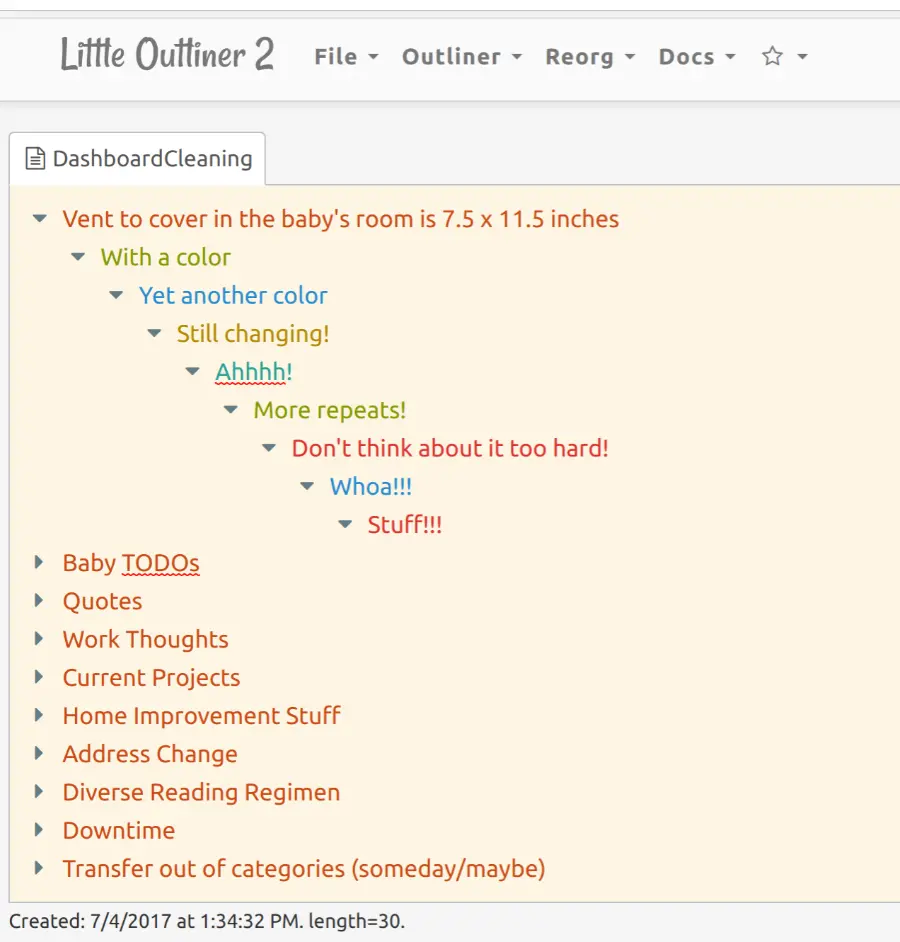 Little Outliner 2 File Outliner Reorg Docs
DashboardCleaning
Vent to cover in the baby's room is 7.5 x 11.5 inches
With a color
Yet another color
Still changing!
Ahhhh!
More repeats!
Don't think about it too hard!
Whoa!!!
Stuff!!!
Baby TODOs
Quotes
Work Thoughts
Current Projects
Home Improvement Stuff
Address Change
Diverse Reading Regimen
Downtime
Transfer out of categories (someday/maybe)
Created: 7/4/2017 at 1:34:32 PM. length=30.